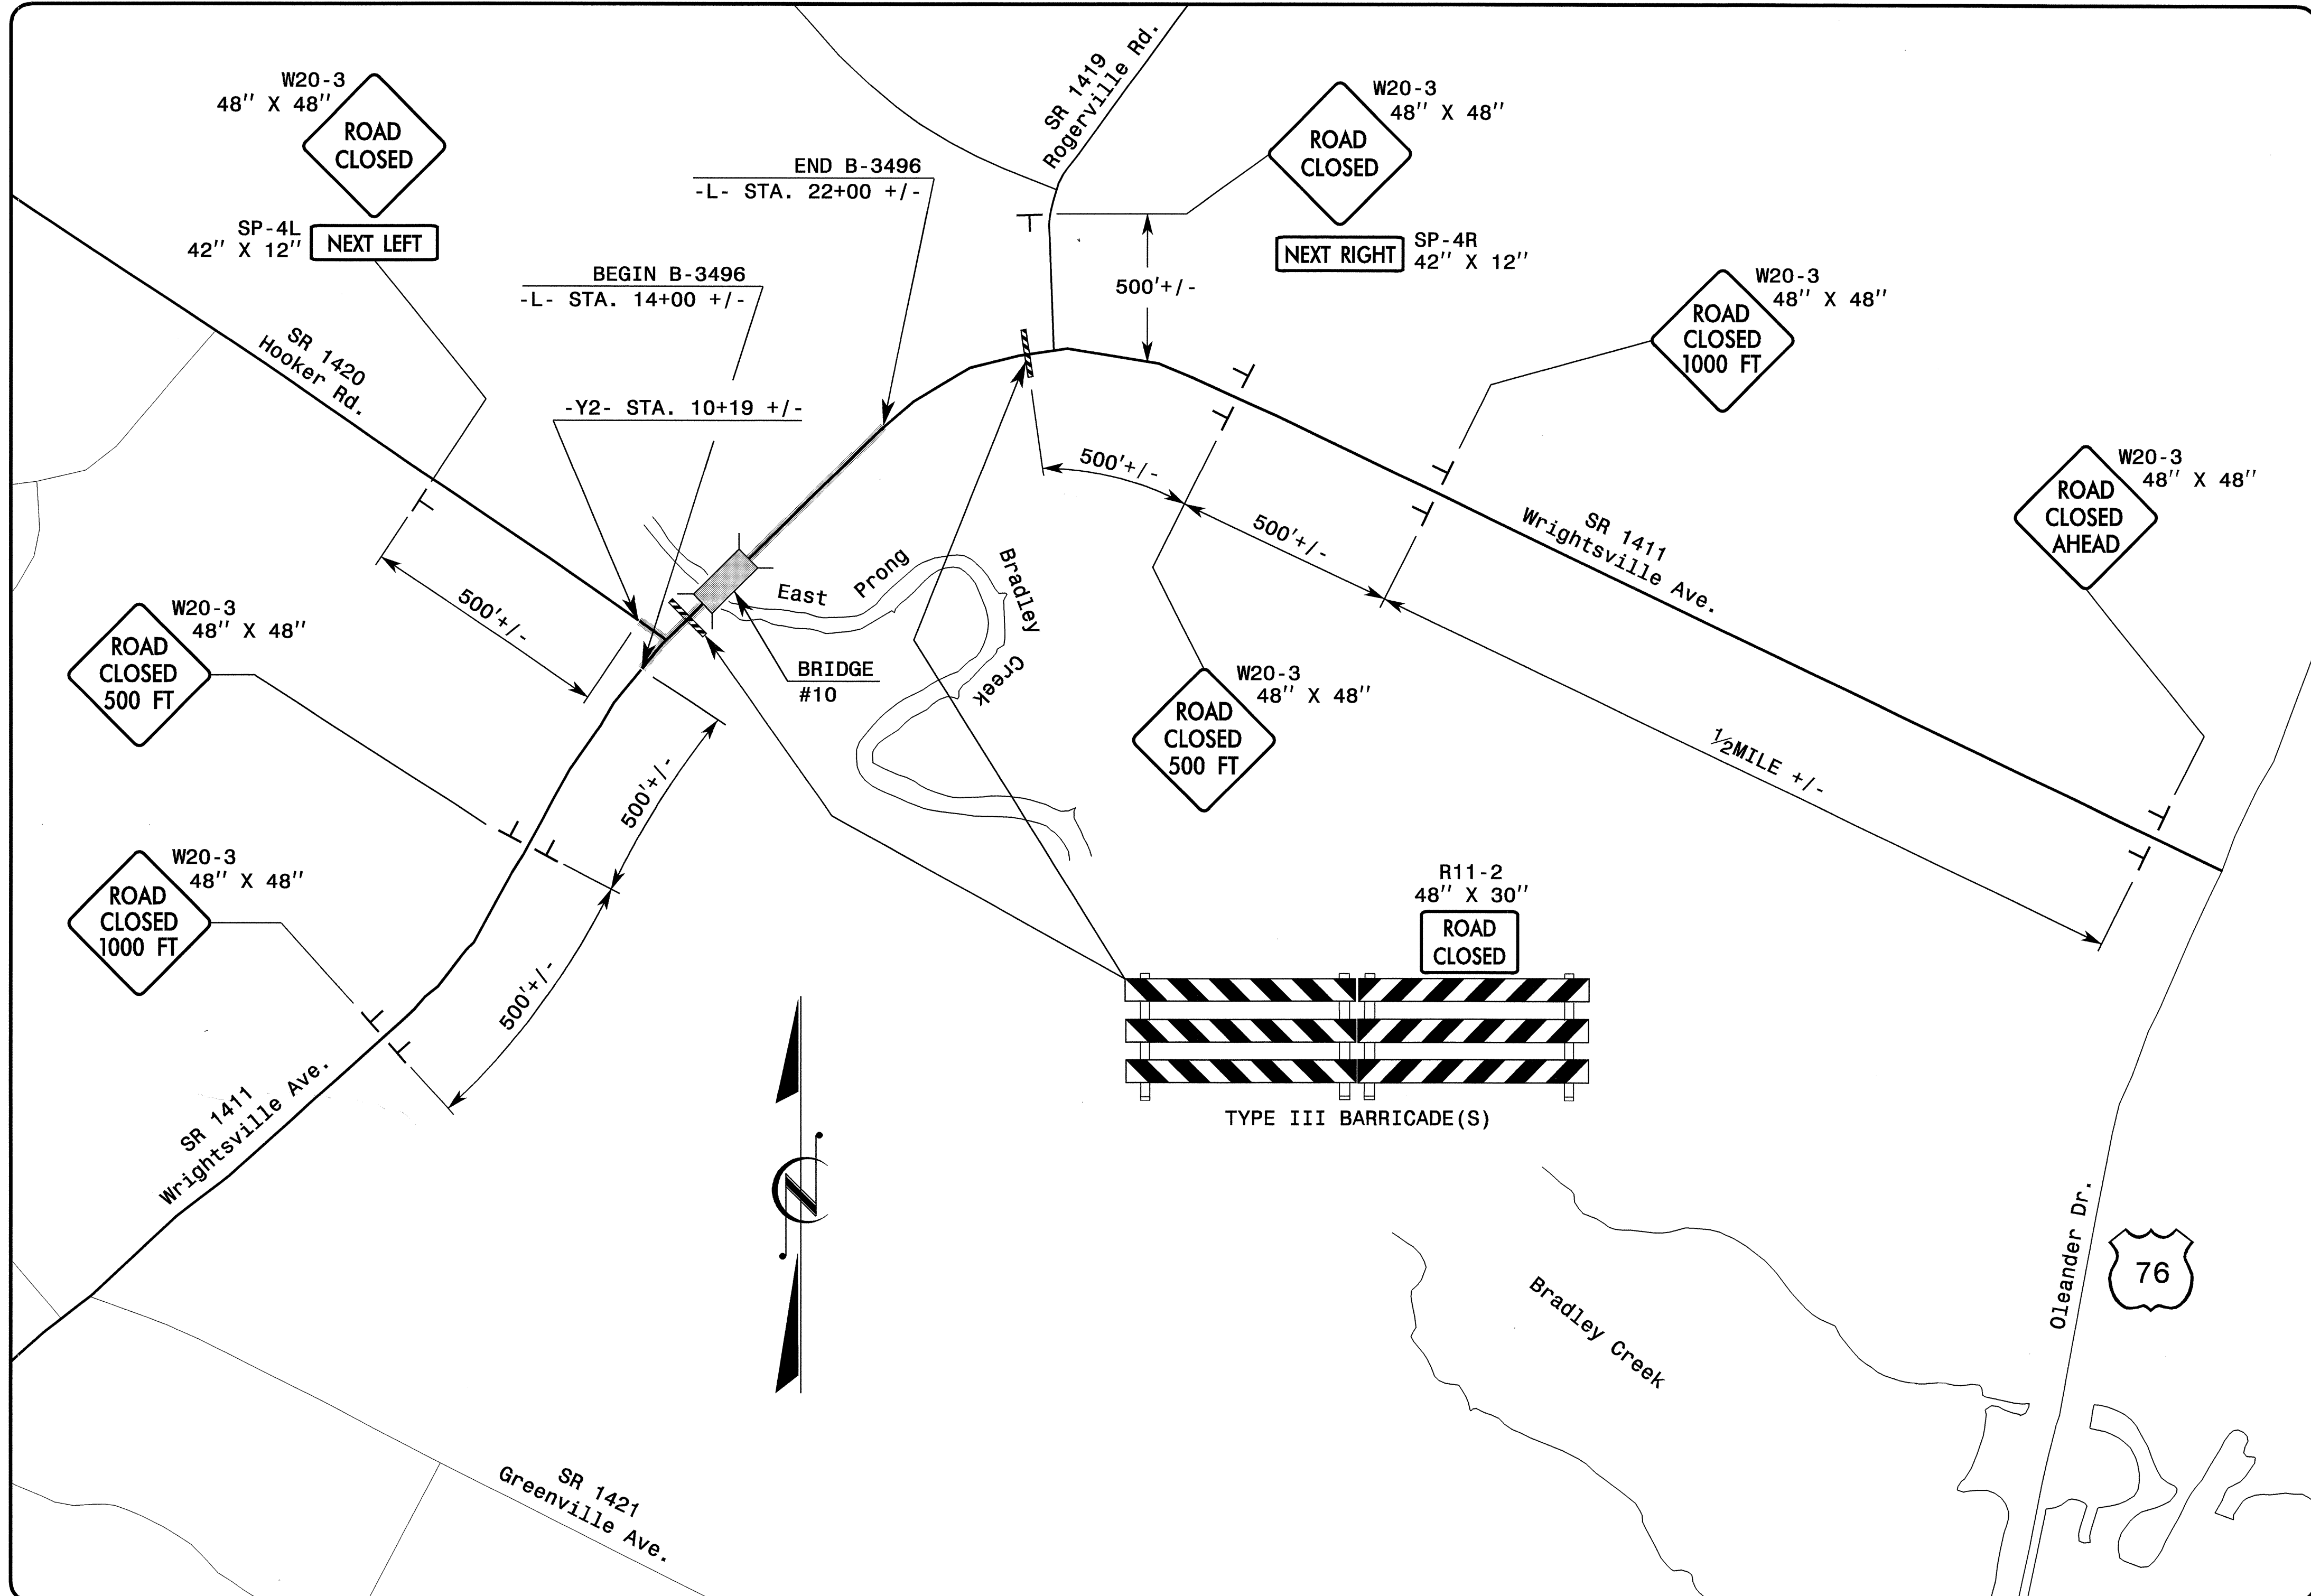 W20-3
48" X 48"
ROAD
CLOSED
SP-4L
42" X 12"
NEXT LEFT
END B-3496
-L- STA. 22+00 +/-
BEGIN B-3496
-L- STA. 14+00 +/-
-Y2- STA. 10+19 +/-
SR 1419
Rogerville Rd.
W20-3
48" X 48"
ROAD
CLOSED
NEXT RIGHT
SP-4R
42" X 12"
500'+/-
W20-3
48" X 48"
ROAD
CLOSED
1000 FT
W20-3
48" X 48"
ROAD
CLOSED
AHEAD
SR 1420
Hooker Rd.
500'+/-
500'+/-
500'+/-
SR 1411
Wrightsville Ave.
1/2MILE +/-
East Prong Bradley Creek
BRIDGE
#10
W20-3
48" X 48"
ROAD
CLOSED
500 FT
W20-3
48" X 48"
ROAD
CLOSED
500 FT
500'+/-
W20-3
48" X 48"
ROAD
CLOSED
1000 FT
500'+/-
SR 1411
Wrightsville Ave.
R11-2
48" X 30"
ROAD
CLOSED
TYPE III BARRICADE(S)
N
Bradley Creek
Oleander Dr.
76
SR 1421
Greenville Ave.